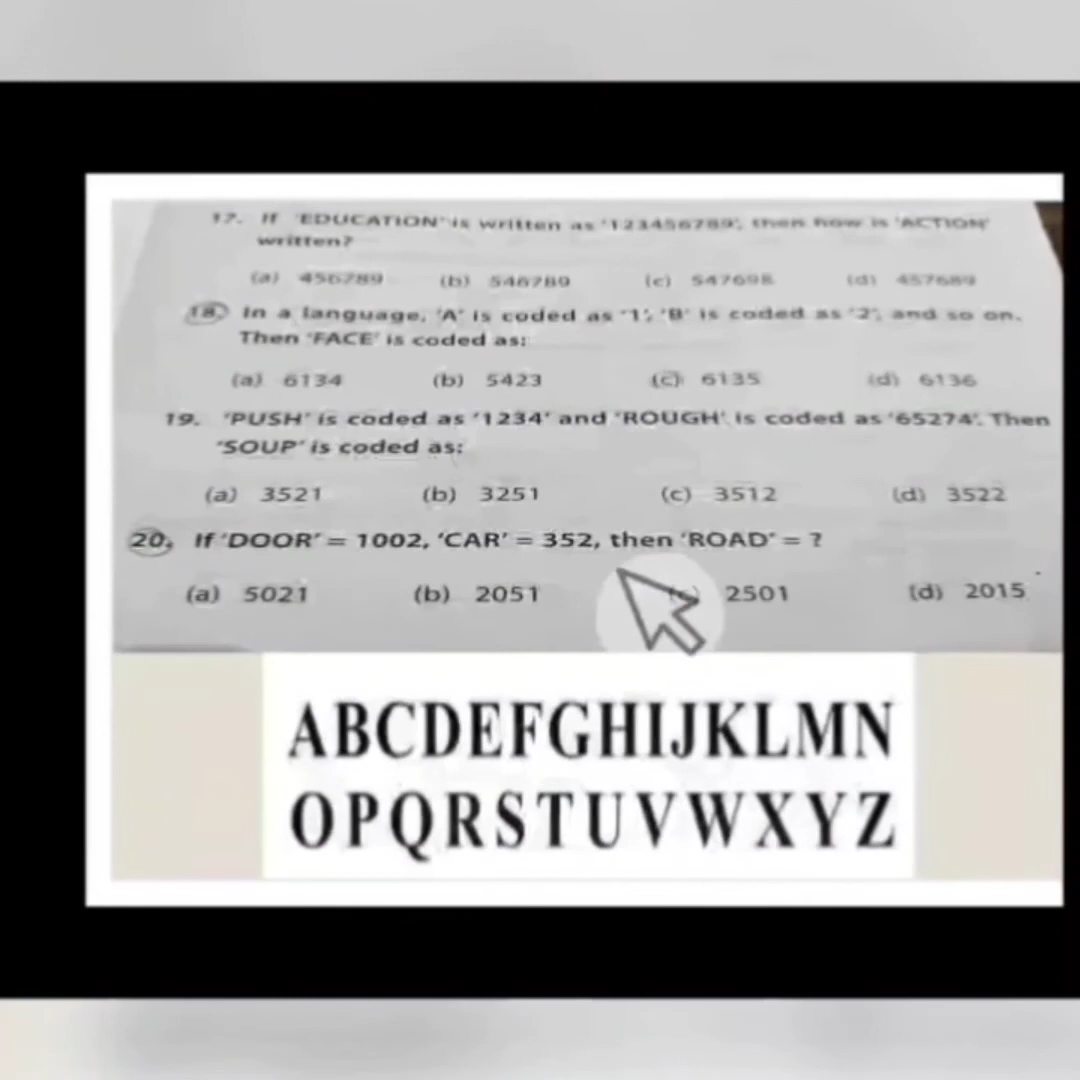 17. If 'EDUCATION' is written as '123456789', then how is 'ACTION'
written?
(a) 456789 (b) 546789 (c) 547698 (d) 457689
18. In a language, 'A' is coded as '1', 'B' is coded as '2', and so on.
Then 'FACE' is coded as:
(a) 6134 (b) 5423 (c) 6135 (d) 6136
19. 'PUSH' is coded as '1234' and 'ROUGH' is coded as '65274'. Then
'SOUP' is coded as:
(a) 3521 (b) 3251 (c) 3512 (d) 3522
20. If 'DOOR' = 1002, 'CAR' = 352, then 'ROAD' = ?
(a) 5021 (b) 2051 (c) 2501 (d) 2015
ABCDEFGHIJKLMN
OPQRSTUVWXYZ